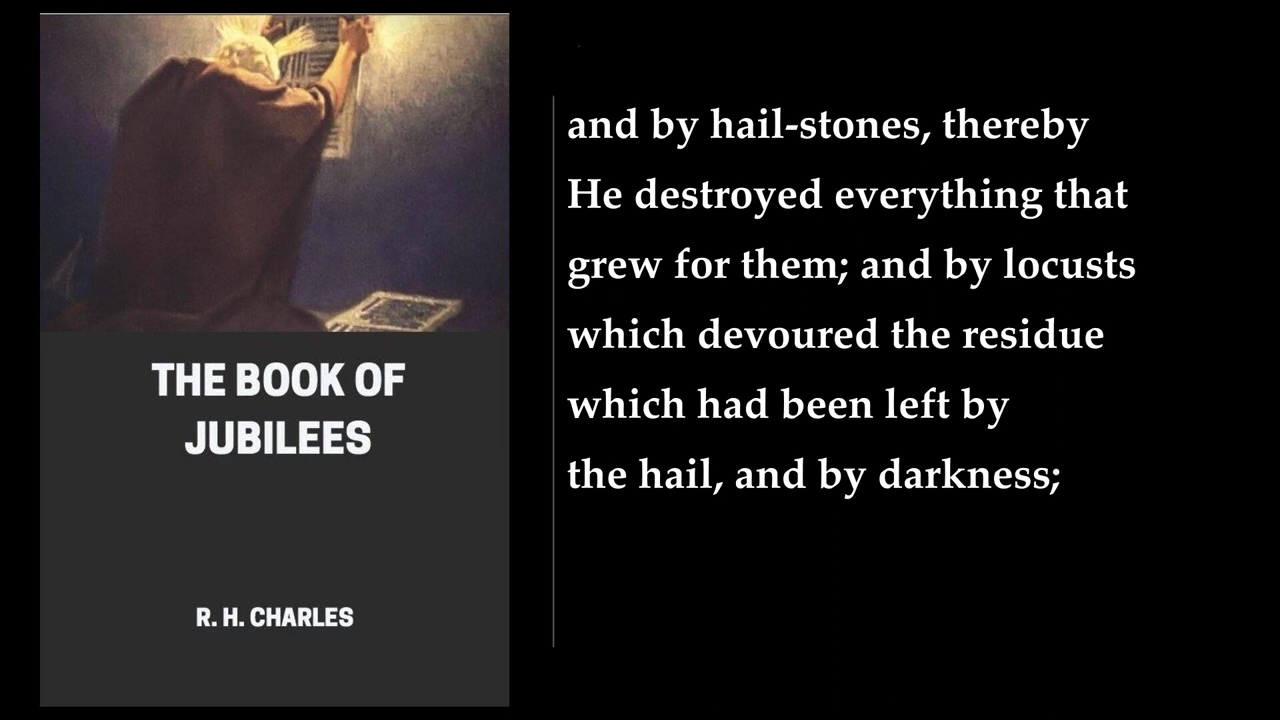 THE BOOK OF
JUBILEES
R. H. CHARLES
and by hail-stones, thereby
He destroyed everything that
grew for them; and by locusts
which devoured the residue
which had been left by
the hail, and by darkness;